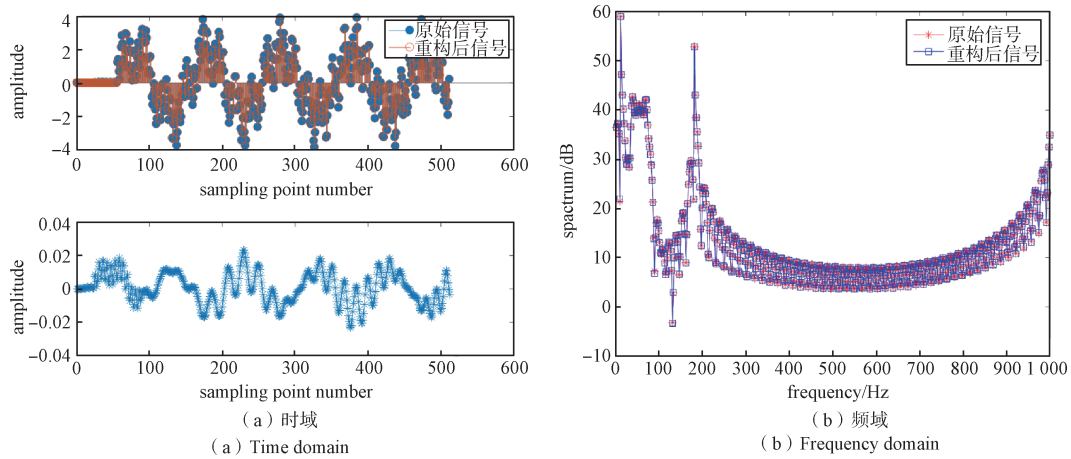 4
2
0
−2
−4
amplitude
原始信号
重构后信号
0 100 200 300 400 500 600
sampling point number
0.04
0.02
0
−0.02
−0.04
amplitude
0 100 200 300 400 500 600
sampling point number
(a)时域
(a) Time domain
60
50
40
30
20
10
0
−10
spactrum/dB
原始信号
重构后信号
0 100 200 300 400 500 600 700 800 900 1 000
frequency/Hz
(b)频域
(b) Frequency domain